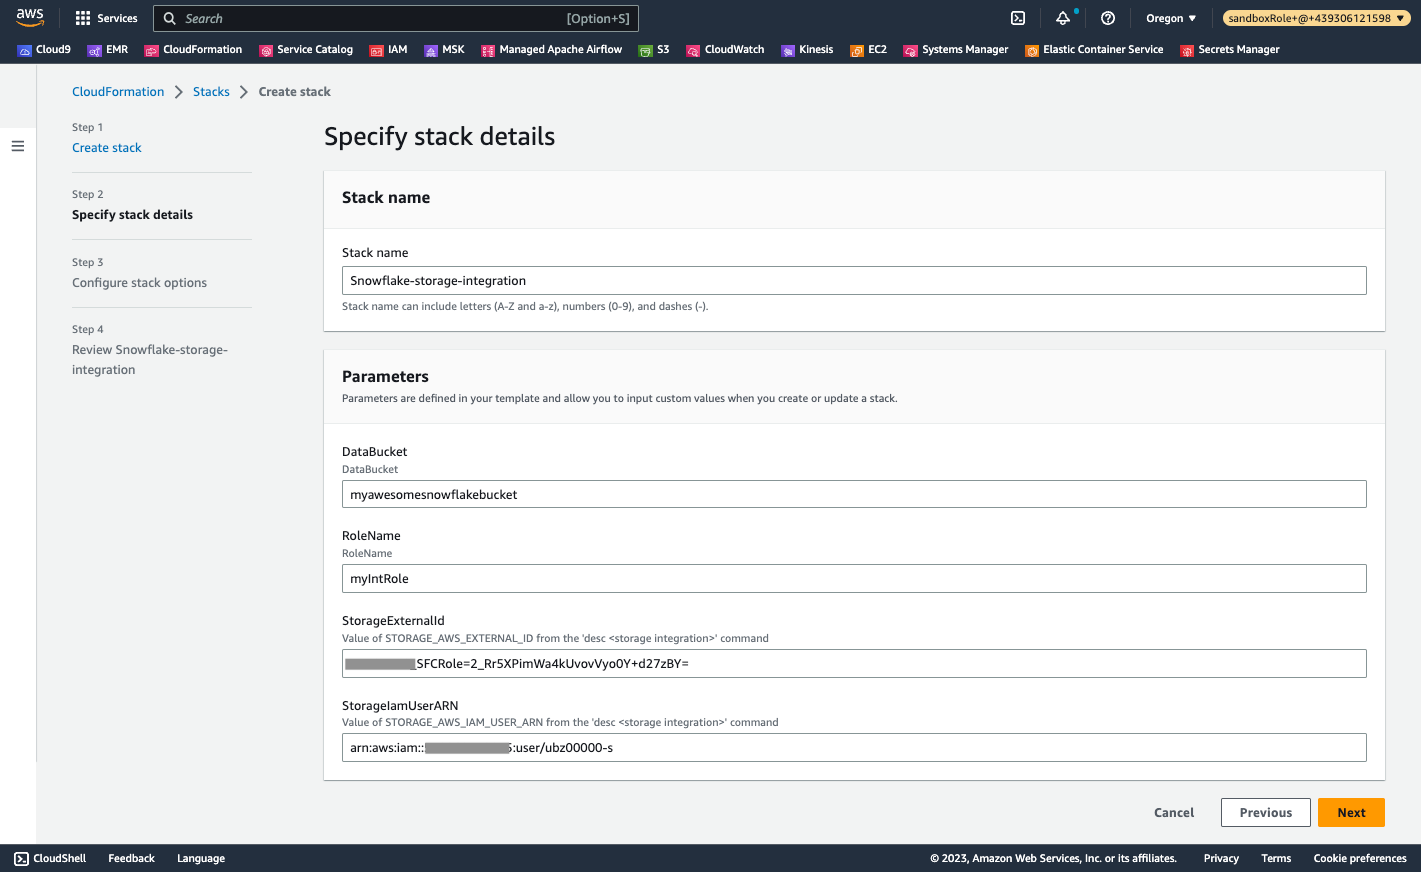 aws Services Search [Option+S] Oregon ▼ sandboxRole+@+439306121598 ▼
Cloud9 EMR CloudFormation Service Catalog IAM MSK Managed Apache Airflow S3 CloudWatch Kinesis EC2 Systems Manager Elastic Container Service Secrets Manager
CloudFormation > Stacks > Create stack
Step 1
Create stack
Step 2
Specify stack details
Step 3
Configure stack options
Step 4
Review Snowflake-storage-
integration
Specify stack details
Stack name
Stack name
Snowflake-storage-integration
Stack name can include letters (A-Z and a-z), numbers (0-9), and dashes (-).
Parameters
Parameters are defined in your template and allow you to input custom values when you create or update a stack.
DataBucket
DataBucket
myawesomesnowflakebucket
RoleName
RoleName
myIntRole
StorageExternalId
Value of STORAGE_AWS_EXTERNAL_ID from the 'desc <storage integration>' command
_SFCRole=2_Rr5XPimWa4kUvovVyo0Y+d27zBY=
StorageIamUserARN
Value of STORAGE_AWS_IAM_USER_ARN from the 'desc <storage integration>' command
arn:aws:iam:: :user/ubz00000-s
Cancel Previous Next
CloudShell Feedback Language © 2023, Amazon Web Services, Inc. or its affiliates. Privacy Terms Cookie preferences